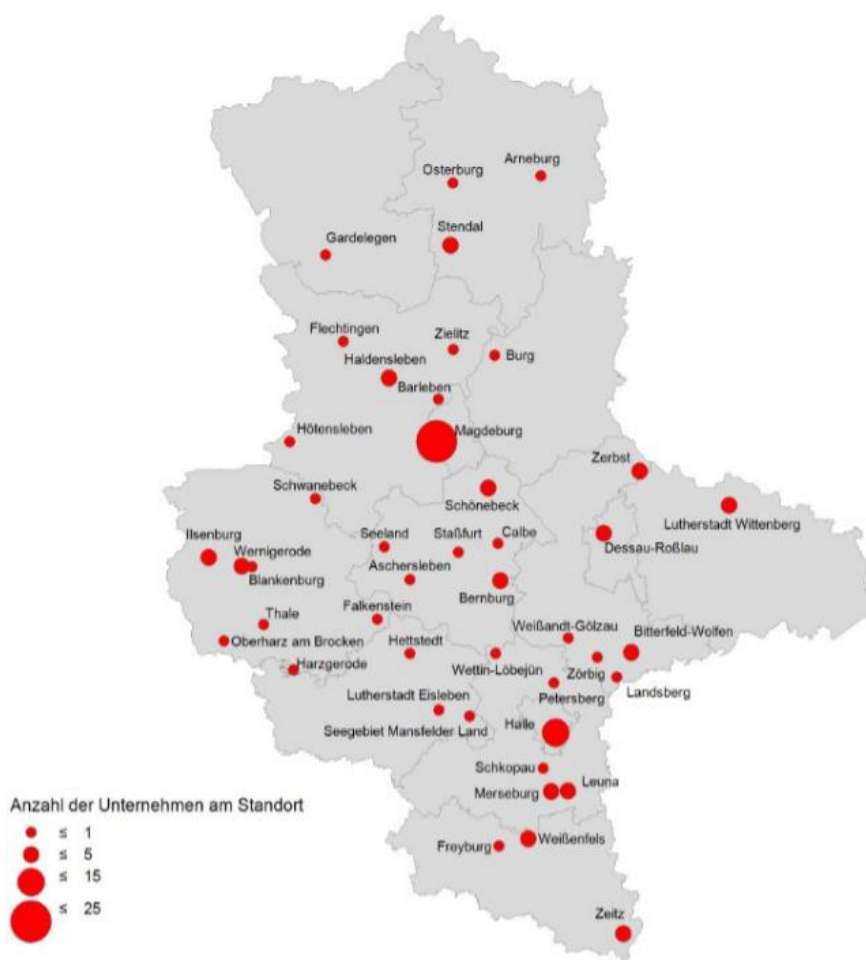 Arneburg
Osterburg
Stendal
Gardelegen
Flechtingen
Zielitz
Haldensleben
Burg
Barleben
Hötensleben
Magdeburg
Zerbst
Schwanebeck
Schönebeck
Lutherstadt Wittenberg
Ilsenburg
Seeland
Staßfurt
Calbe
Dessau-Roßlau
Wernigerode
Aschersleben
Blankenburg
Bernburg
Falkenstein
Thale
Weißandt-Gölzau
Bitterfeld-Wolfen
Oberharz am Brocken
Hettstedt
Harzgerode
Wettin-Löbejün
Zörbig
Landsberg
Petersberg
Lutherstadt Eisleben
Halle
Seegebiet Mansfelder Land
Schkopau
Leuna
Merseburg
Anzahl der Unternehmen am Standort
≤ 1
≤ 5
≤ 15
≤ 25
Weißenfels
Freyburg
Zeitz